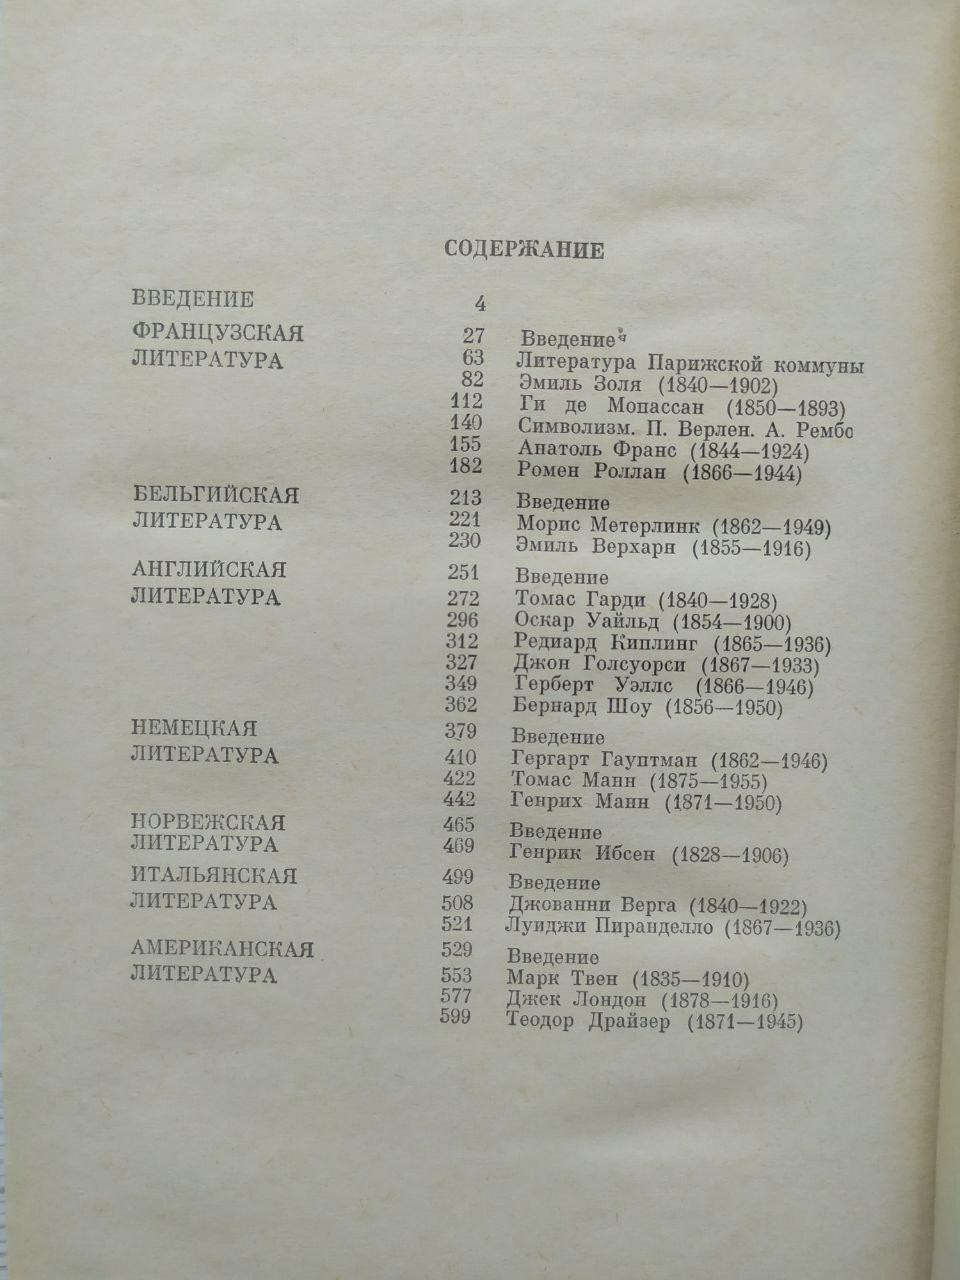 СОДЕРЖАНИЕ
ВВЕДЕНИЕ 4
ФРАНЦУЗСКАЯ 27 Введение
ЛИТЕРАТУРА 63 Литература Парижской коммуны
82 Эмиль Золя (1840—1902)
112 Ги де Мопассан (1850—1893)
140 Символизм. П. Верлен. А. Рембо
155 Анатоль Франс (1844—1924)
182 Ромен Роллан (1866—1944)
БЕЛЬГИЙСКАЯ 213 Введение
ЛИТЕРАТУРА 221 Морис Метерлинк (1862—1949)
230 Эмиль Верхарн (1855—1916)
АНГЛИЙСКАЯ 251 Введение
ЛИТЕРАТУРА 272 Томас Гарди (1840—1928)
296 Оскар Уайльд (1854—1900)
312 Редиард Киплинг (1865—1936)
327 Джон Голсуорси (1867—1933)
349 Герберт Уэллс (1866—1946)
362 Бернард Шоу (1856—1950)
НЕМЕЦКАЯ 379 Введение
ЛИТЕРАТУРА 410 Гергарт Гауптман (1862—1946)
422 Томас Манн (1875—1955)
442 Генрих Манн (1871—1950)
НОРВЕЖСКАЯ 465 Введение
ЛИТЕРАТУРА 469 Генрик Ибсен (1828—1906)
ИТАЛЬЯНСКАЯ 499 Введение
ЛИТЕРАТУРА 508 Джованни Верга (1840—1922)
521 Луиджи Пиранделло (1867—1936)
АМЕРИКАНСКАЯ 529 Введение
ЛИТЕРАТУРА 553 Марк Твен (1835—1910)
577 Джек Лондон (1878—1916)
599 Теодор Драйзер (1871—1945)